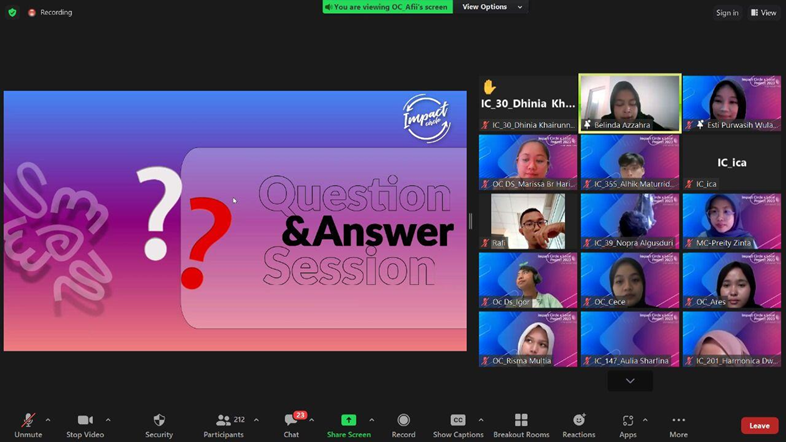 Recording
You are viewing OC_Afii's screen
View Options
Sign in
View
Impact
circle
Question
&Answer
Session
IC_30_Dhinia Kh...
IC_30_Dhinia Khairunn...
Belinda Azzahra
Esti Purwasih Wula...
OC DS_Marissa Br Hari...
IC_355_Alhik Maturrid...
IC_ica
IC_ica
Rafi
IC_39_Nopra Algusduri
MC-Preity Zinta
Oc Ds_Igor
OC_Cece
OC_Ares
OC_Risma Multia
IC_147_Aulia Sharfina
IC_201_Harmonica Dw...
Unmute
Stop Video
Security
Participants
212
Chat
23
Share Screen
Record
CC
Show Captions
Breakout Rooms
Reactions
Apps
More
Leave